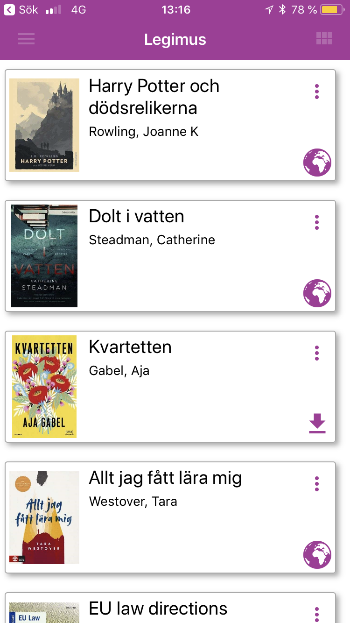 Sök 4G 13:16 78 %
Legimus
Harry Potter och
dödsrelikerna
Rowling, Joanne K
HARRY POTTER
Dolt i vatten
Steadman, Catherine
DOLT
I
VATTEN
CATHERINE
STEADMAN
Kvartetten
Gabel, Aja
KVARTETTEN
AJA GABEL
Allt jag fått lära mig
Westover, Tara
Allt jag
fått lära mig
TARA
WESTOVER
EU law directions
EU Law